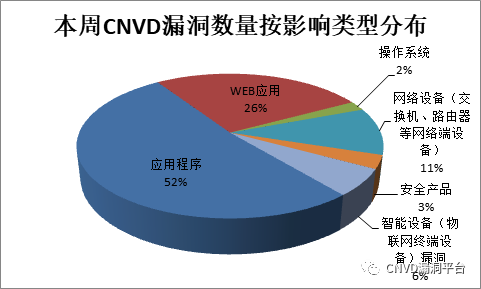 本周CNVD漏洞数量按影响类型分布
操作系统
2%
WEB应用
26%
网络设备（交
换机、路由器
等网络端设
备）
11%
应用程序
52%
安全产品
3%
智能设备（物
联网终端设
备）漏洞
6%
CNVD漏洞平台